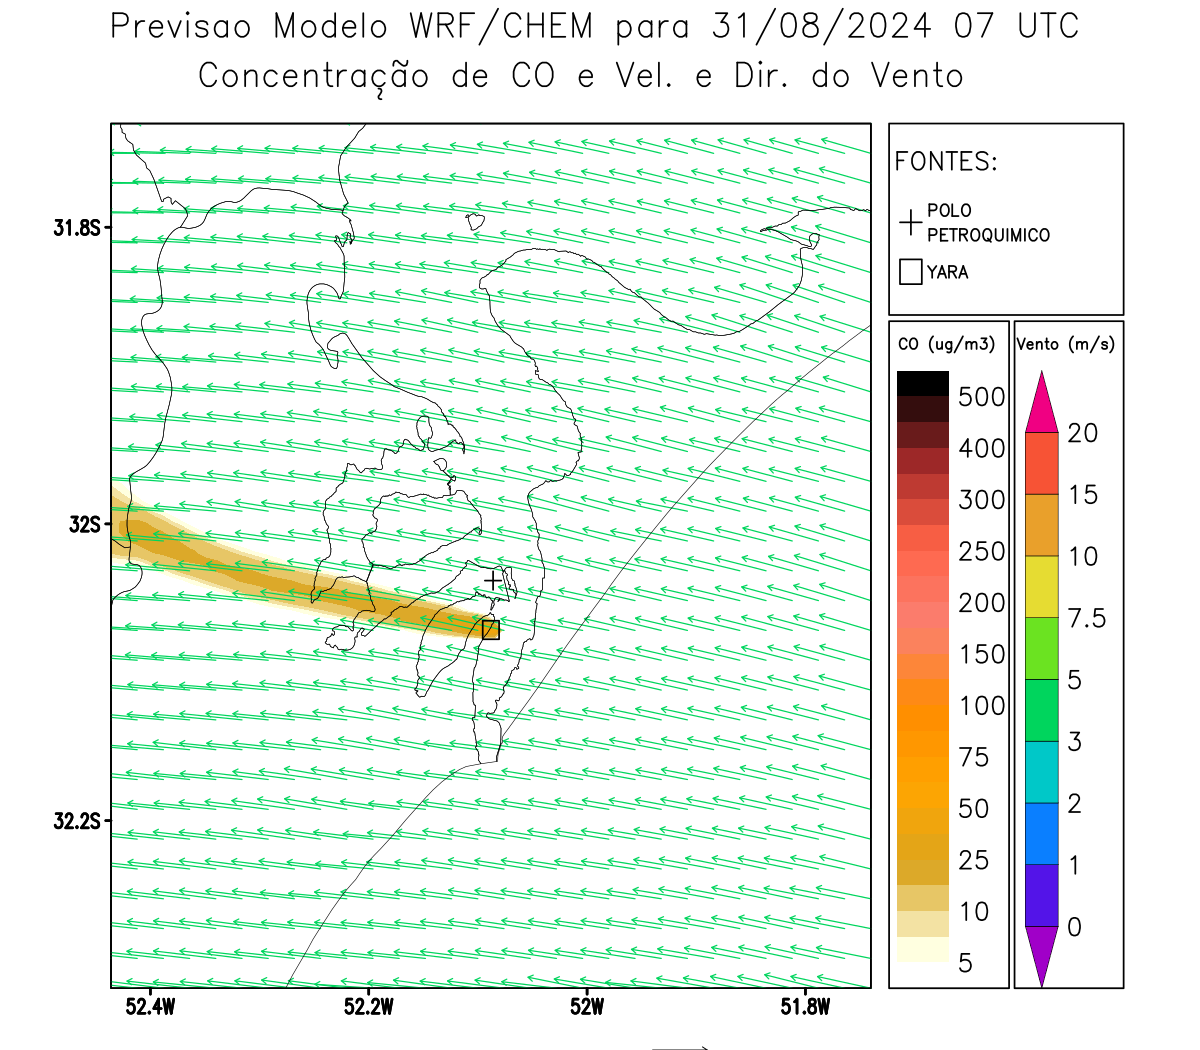 Previsao Modelo WRF/CHEM para 31/08/2024 07 UTC
Concentração de CO e Vel. e Dir. do Vento
FONTES:
POLO
PETROQUIMICO
YARA
31.8S
32S
32.2S
52.4W
52.2W
52W
51.8W
CO (ug/m3)
500
400
300
250
200
150
100
75
50
25
10
5
Vento (m/s)
20
15
10
7.5
5
3
2
1
0